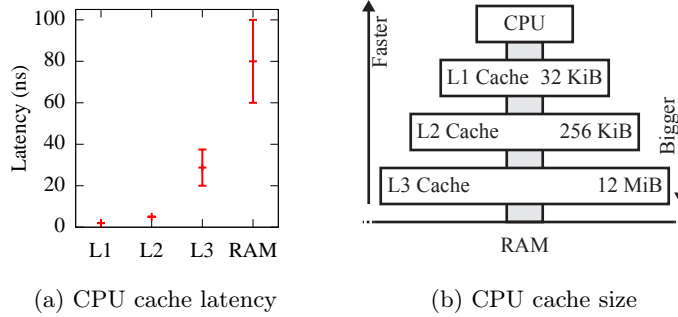 Latency (ns)
100
80
60
40
20
0
L1 L2 L3 RAM
(a) CPU cache latency
Faster
CPU
L1 Cache 32 KiB
L2 Cache 256 KiB
L3 Cache 12 MiB
Bigger
RAM
(b) CPU cache size